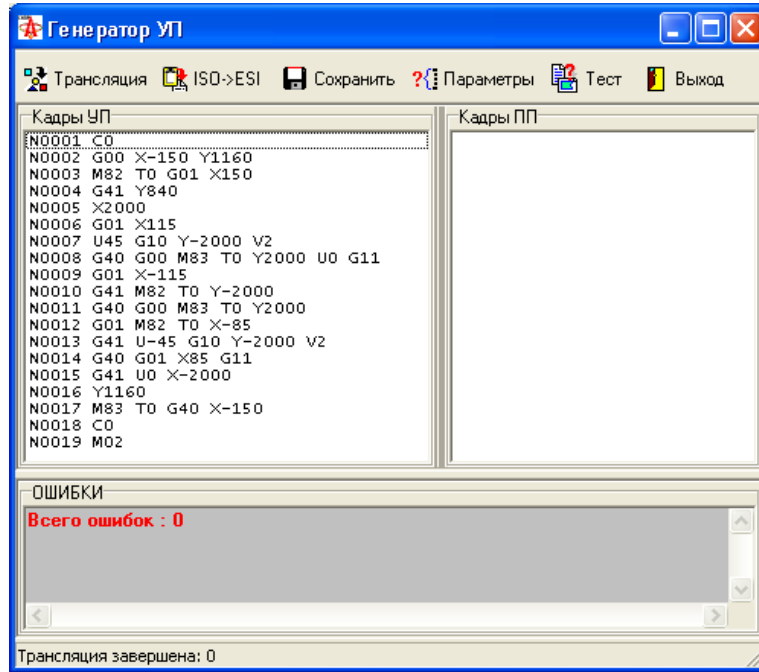 Генератор УП
Трансляция ISO->ESI Сохранить Параметры Тест Выход
Кадры УП
N0001 C0
N0002 G00 X-150 Y1160
N0003 M82 T0 G01 X150
N0004 G41 Y840
N0005 X2000
N0006 G01 X115
N0007 U45 G10 Y-2000 V2
N0008 G40 G00 M83 T0 Y2000 U0 G11
N0009 G01 X-115
N0010 G41 M82 T0 Y-2000
N0011 G40 G00 M83 T0 Y2000
N0012 G01 M82 T0 X-85
N0013 G41 U-45 G10 Y-2000 V2
N0014 G40 G01 X85 G11
N0015 G41 U0 X-2000
N0016 Y1160
N0017 M83 T0 G40 X-150
N0018 C0
N0019 M02
Кадры ПП
ОШИБКИ
Всего ошибок : 0
Трансляция завершена: 0